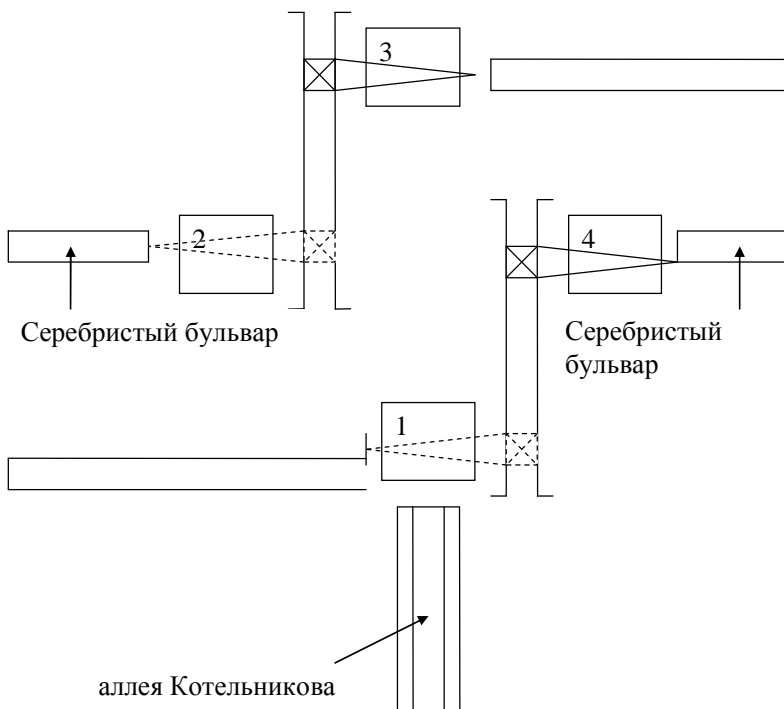 3
2
4
Серебристый бульвар
Серебристый
бульвар
1
аллея Котельникова